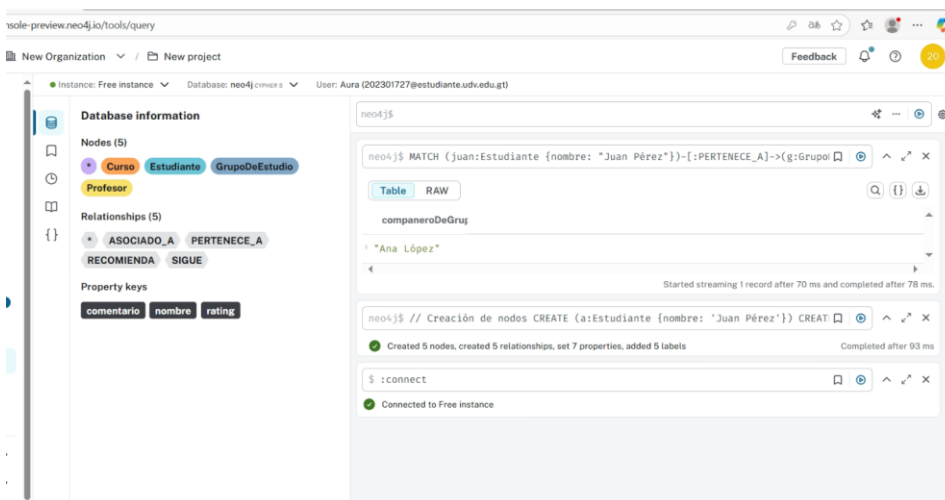 nsole-preview.neo4j.io/tools/query
New Organization / New project Feedback 20
Instance: Free instance Database: neo4j CYPHER 5 User: Aura (202301727@estudiante.udv.edu.gt)
Database information
Nodes (5)
* Curso Estudiante GrupoDeEstudio
Profesor
Relationships (5)
* ASOCIADO_A PERTENECE_A
RECOMIENDA SIGUE
Property keys
comentario nombre rating
neo4j$
neo4j$ MATCH (juan:Estudiante {nombre: "Juan Pérez"})-[:PERTENECE_A]->(g:Grupo
Table RAW
companeroDeGrup
1 "Ana López"
Started streaming 1 record after 70 ms and completed after 78 ms.
neo4j$ // Creación de nodos CREATE (a:Estudiante {nombre: 'Juan Pérez'}) CREAT
Created 5 nodes, created 5 relationships, set 7 properties, added 5 labels Completed after 93 ms
$ :connect
Connected to Free instance